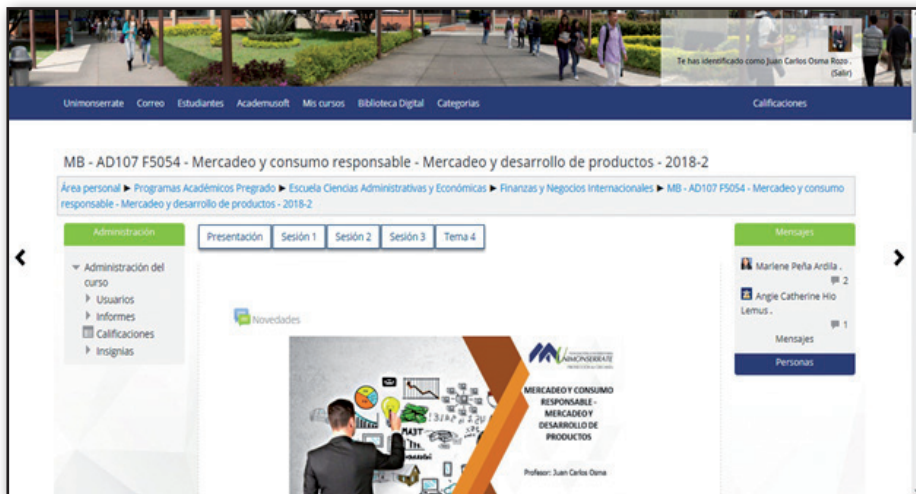 Te has identificado como Juan Carlos Osma Rozo .
(Salir)
Unimonserrate Correo Estudiantes Academusoft Mis cursos Biblioteca Digital Categorias Calificaciones
MB - AD107 F5054 - Mercadeo y consumo responsable - Mercadeo y desarrollo de productos - 2018-2
Área personal ► Programas Académicos Pregrado ► Escuela Ciencias Administrativas y Económicas ► Finanzas y Negocios Internacionales ► MB - AD107 F5054 - Mercadeo y consumo
responsable - Mercadeo y desarrollo de productos - 2018-2
Administración
Administración del
curso
Usuarios
Informes
Calificaciones
Insignias
Presentación Sesión 1 Sesión 2 Sesión 3 Tema 4
Novedades
UNIMONSERRATE
MERCADEO Y CONSUMO
RESPONSABLE -
MERCADEO Y
DESARROLLO DE
PRODUCTOS
Profesor: Juan Carlos Osma
Mensajes
Marlene Peña Ardila .
2
Angie Catherine Hio
Lemus .
1
Mensajes
Personas